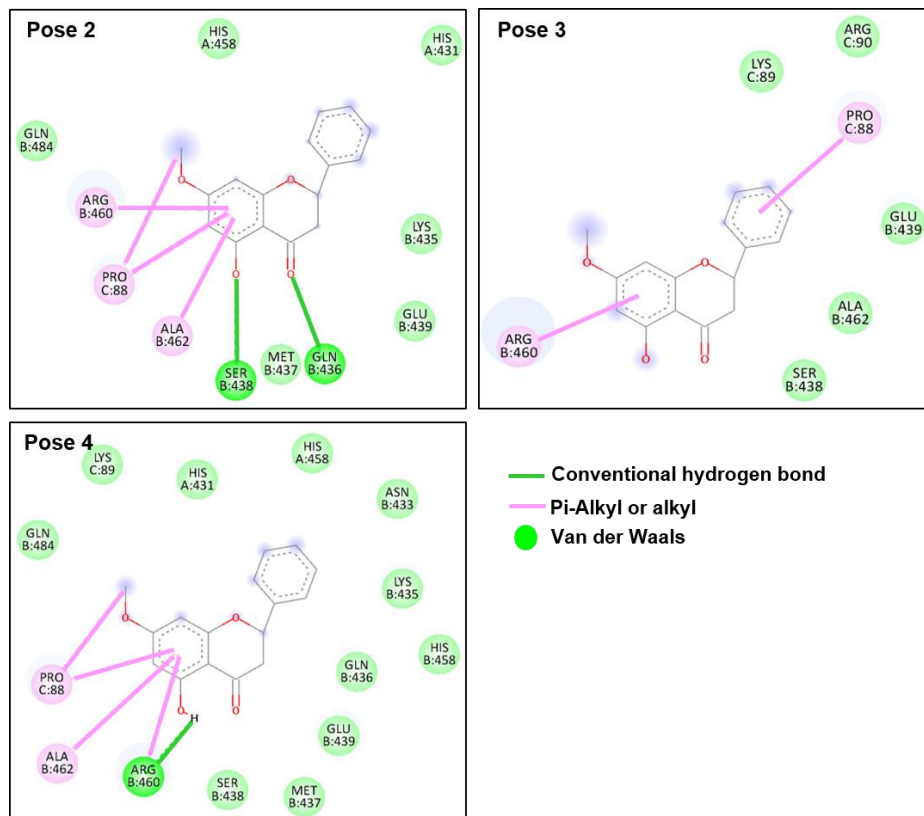 Pose 2
HIS
A:458
HIS
A:431
GLN
B:484
ARG
B:460
PRO
C:88
ALA
B:462
SER
B:438
MET
B:437
GLN
B:436
GLU
B:439
LYS
B:435
O
O
O
O
Pose 3
ARG
C:90
LYS
C:89
PRO
C:88
GLU
B:439
ALA
B:462
SER
B:438
ARG
B:460
O
O
O
O
Pose 4
LYS
C:89
HIS
A:431
HIS
A:458
ASN
B:433
GLN
B:484
LYS
B:435
HIS
B:458
GLN
B:436
GLU
B:439
MET
B:437
SER
B:438
ARG
B:460
ALA
B:462
PRO
C:88
O
O
O
O
H
Conventional hydrogen bond
Pi-Alkyl or alkyl
Van der Waals